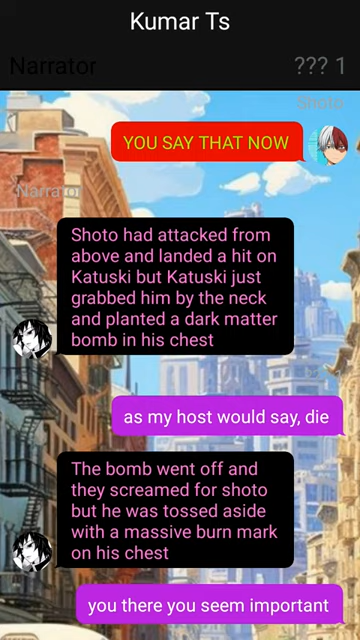 Kumar Ts
Narrator
??? 1
Shoto
YOU SAY THAT NOW
Narrator
Shoto had attacked from
above and landed a hit on
Katuski but Katuski just
grabbed him by the neck
and planted a dark matter
bomb in his chest
as my host would say, die
The bomb went off and
they screamed for shoto
but he was tossed aside
with a massive burn mark
on his chest
you there you seem important